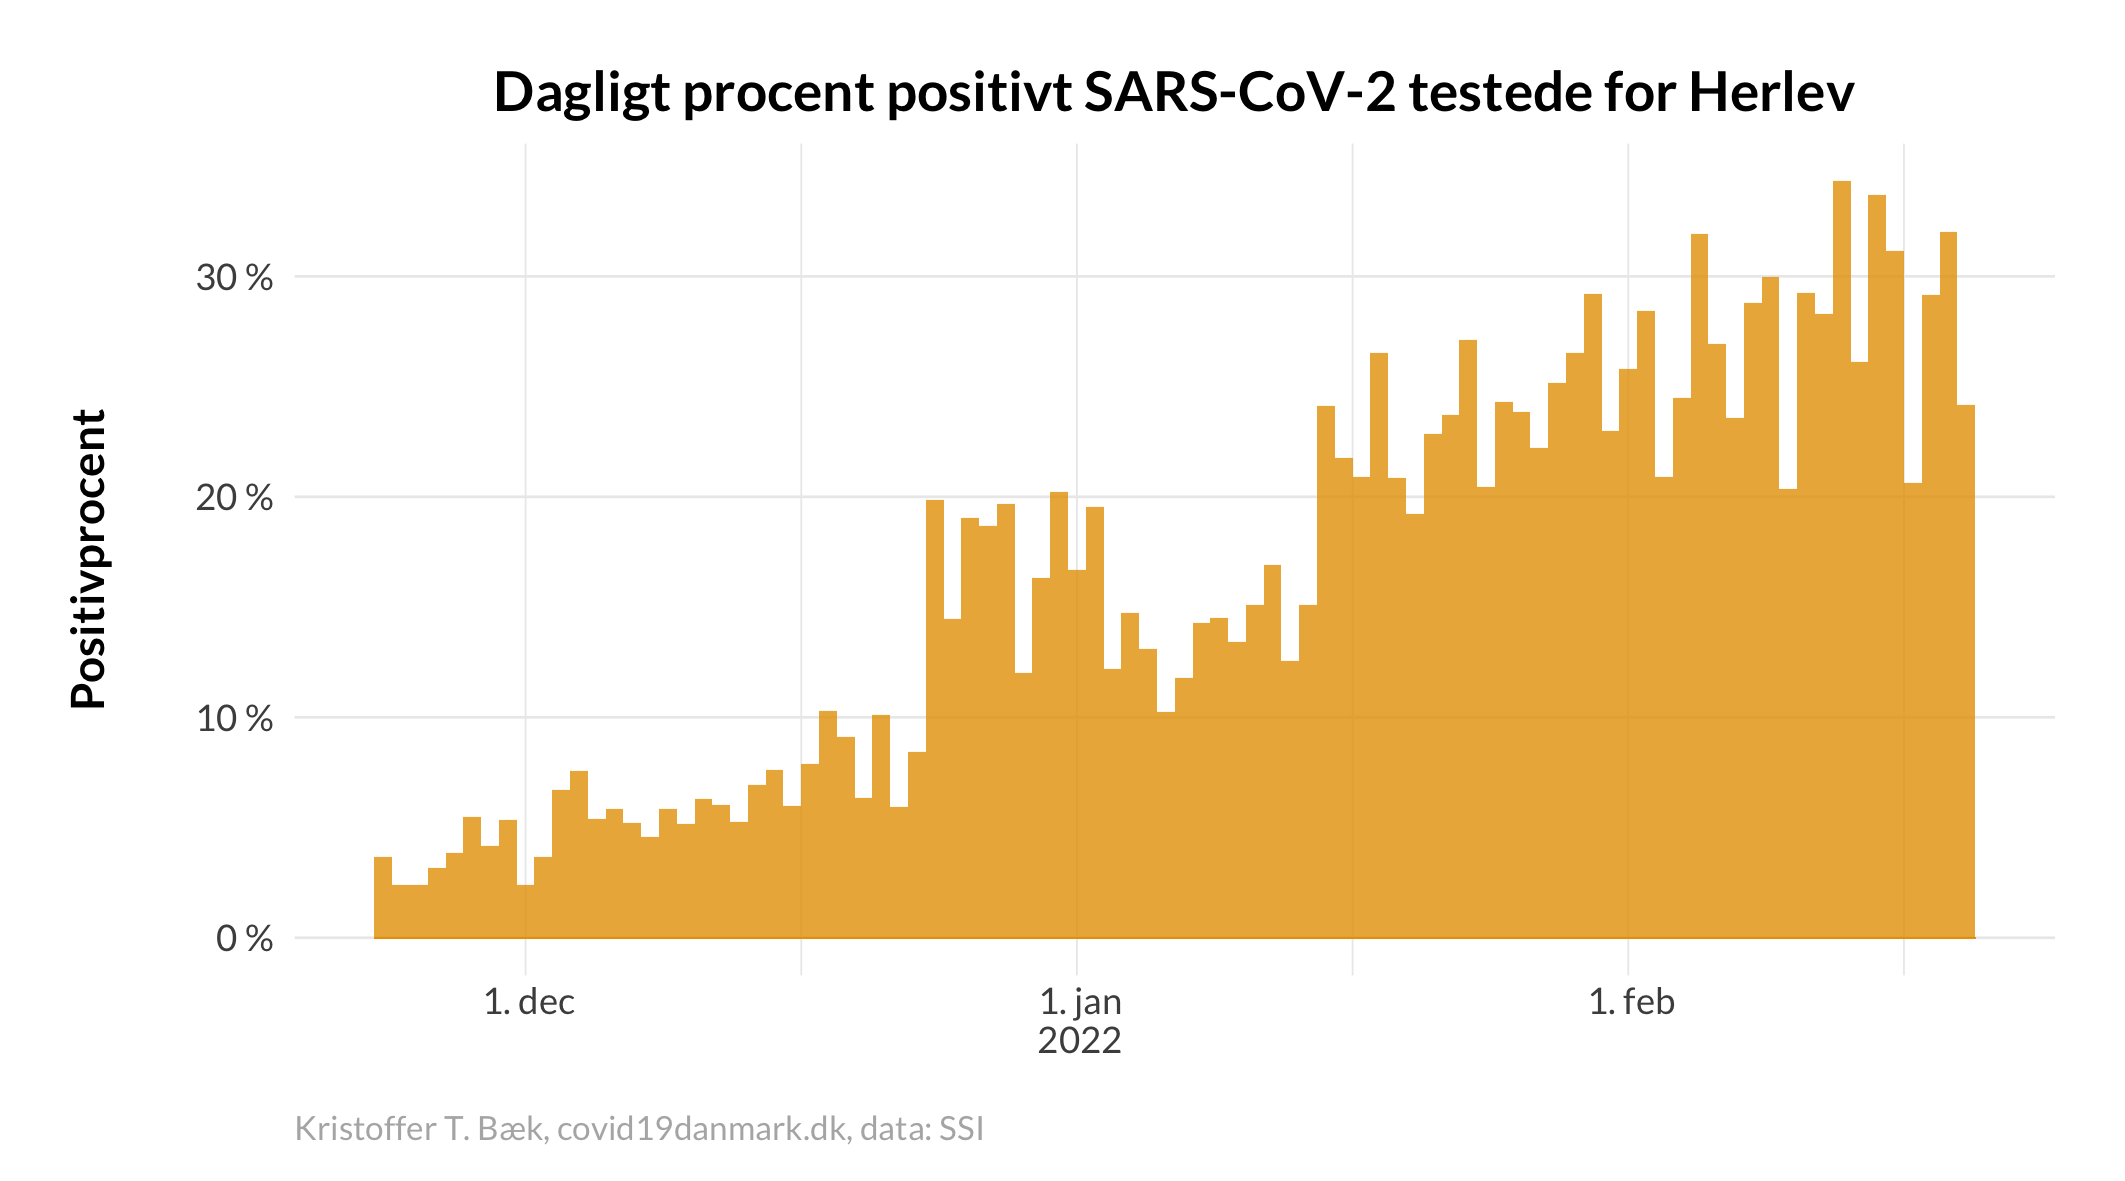 Dagligt procent positivt SARS-CoV-2 testede for Herlev
Positivprocent
30 %
20 %
10 %
0 %
1. dec
1. jan
2022
1. feb
Kristoffer T. Bæk, covid19danmark.dk, data: SSI